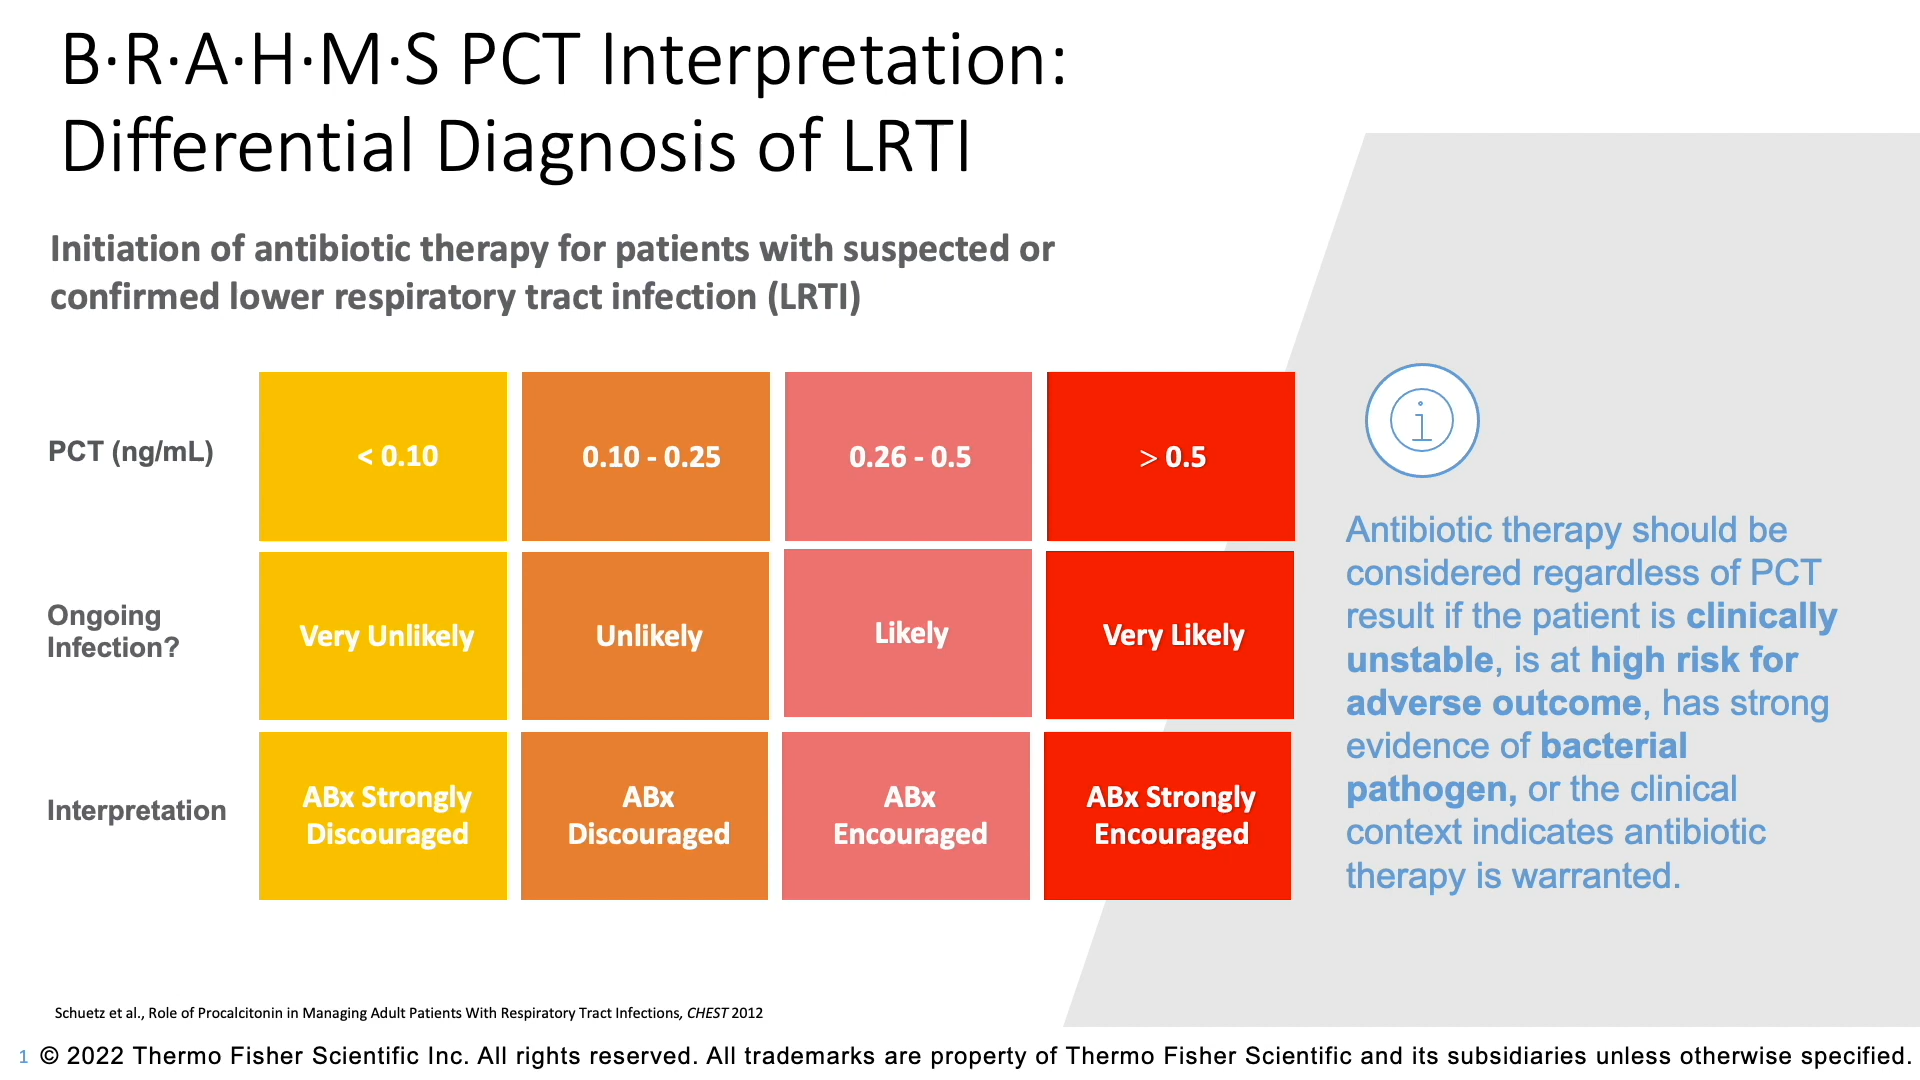 B·R·A·H·M·S PCT Interpretation:
Differential Diagnosis of LRTI
Initiation of antibiotic therapy for patients with suspected or
confirmed lower respiratory tract infection (LRTI)
PCT (ng/mL)
< 0.10
0.10 - 0.25
0.26 - 0.5
> 0.5
Ongoing
Infection?
Very Unlikely
Unlikely
Likely
Very Likely
Interpretation
ABx Strongly
Discouraged
ABx
Discouraged
ABx
Encouraged
ABx Strongly
Encouraged
i
Antibiotic therapy should be
considered regardless of PCT
result if the patient is clinically
unstable, is at high risk for
adverse outcome, has strong
evidence of bacterial
pathogen, or the clinical
context indicates antibiotic
therapy is warranted.
Schuetz et al., Role of Procalcitonin in Managing Adult Patients With Respiratory Tract Infections, CHEST 2012
1 © 2022 Thermo Fisher Scientific Inc. All rights reserved. All trademarks are property of Thermo Fisher Scientific and its subsidiaries unless otherwise specified.